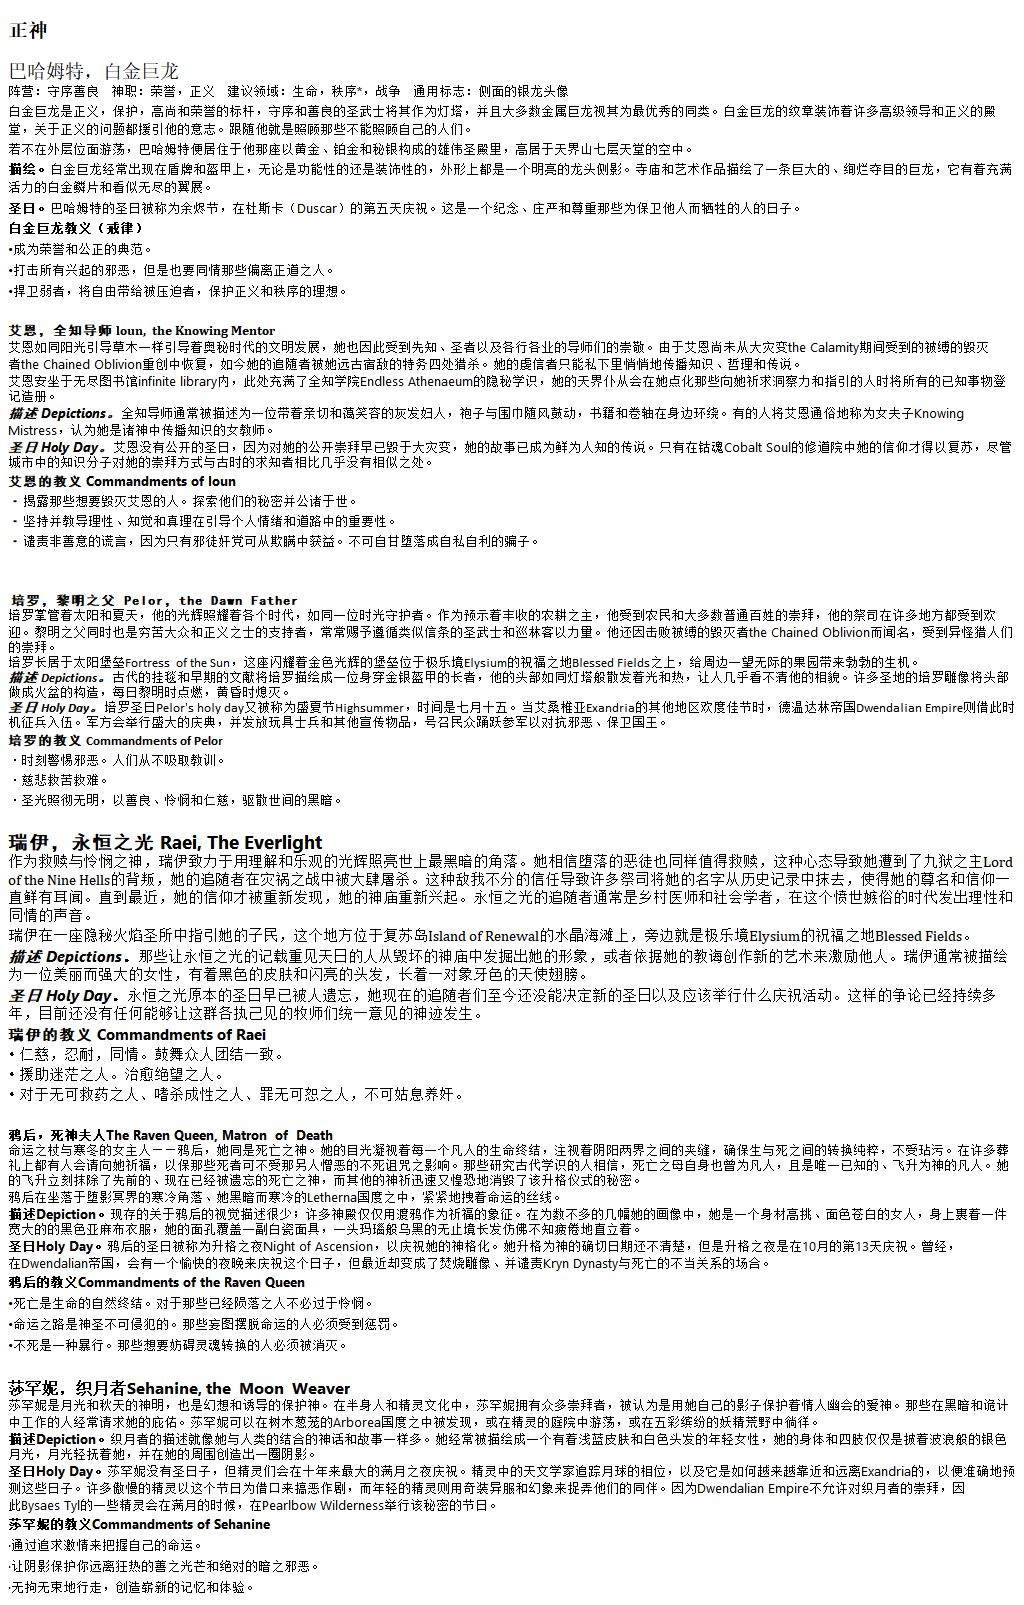 正神
巴哈姆特，白金巨龙
阵营：守序善良　神职：荣誉，正义　建议领域：生命，秩序*，战争　通用标志：侧面的银龙头像
白金巨龙是正义，保护，高尚和荣誉的标杆，守序和善良的圣武士将其作为灯塔，并且大多数金属巨龙视其为最优秀的同类。白金巨龙的纹章装饰着许多高级领导和正义的殿
堂，关于正义的问题都援引他的意志。跟随他就是照顾那些不能照顾自己的人们。
若不在外层位面游荡，巴哈姆特便居住于他那座以黄金、铂金和秘银构成的雄伟圣殿里，高居于天界山七层天堂的空中。
描绘。白金巨龙经常出现在盾牌和盔甲上，无论是功能性的还是装饰性的，外形上都是一个明亮的龙头侧影。寺庙和艺术作品描绘了一条巨大的、绚烂夺目的巨龙，它有着充满
活力的白金鳞片和看似无尽的翼展。
圣日。巴哈姆特的圣日被称为余烬节，在杜斯卡（Duscar）的第五天庆祝。这是一个纪念、庄严和尊重那些为保卫他人而牺牲的人的日子。
白金巨龙教义（戒律）
•成为荣誉和公正的典范。
•打击所有兴起的邪恶，但是也要同情那些偏离正道之人。
•捍卫弱者，将自由带给被压迫者，保护正义和秩序的理想。
艾恩，全知导师 loun, the Knowing Mentor
艾恩如同阳光引导草木一样引导着奥秘时代的文明发展，她也因此受到先知、圣者以及各行各业的导师们的崇敬。由于艾恩尚未从大灾变the Calamity期间受到的被缚的毁灭
者the Chained Oblivion重创中恢复，如今她的追随者被她远古宿敌的特务四处猎杀。她的虔信者只能私下里悄悄地传播知识、哲理和传说。
艾恩安坐于无尽图书馆infinite library内，此处充满了全知学院Endless Athenaeum的隐秘学识，她的天界仆从会在她点化那些向她祈求洞察力和指引的人时将所有的已知事物登
记造册。
描述 Depictions。全知导师通常被描述为一位带着亲切和蔼笑容的灰发妇人，袍子与围巾随风鼓动，书籍和卷轴在身边环绕。有的人将艾恩通俗地称为女夫子Knowing
Mistress，认为她是诸神中传播知识的女教师。
圣日 Holy Day。艾恩没有公开的圣日，因为对她的公开崇拜早已毁于大灾变，她的故事已成为鲜为人知的传说。只有在钴魂Cobalt Soul的修道院中她的信仰才得以复苏，尽管
城市中的知识分子对她的崇拜方式与古时的求知者相比几乎没有相似之处。
艾恩的教义 Commandments of loun
· 揭露那些想要毁灭艾恩的人。探索他们的秘密并公诸于世。
· 坚持并教导理性、知觉和真理在引导个人情绪和道路中的重要性。
· 谴责非善意的谎言，因为只有邪徒奸党可从欺瞒中获益。不可自甘堕落成自私自利的骗子。
培罗，黎明之父 Pelor, the Dawn Father
培罗掌管着太阳和夏天，他的光辉照耀着各个时代，如同一位时光守护者。作为预示着丰收的农耕之主，他受到农民和大多数普通百姓的崇拜，他的祭司在许多地方都受到欢
迎。黎明之父同时也是穷苦大众和正义之士的支持者，常常赐予遵循类似信条的圣武士和巡林客以力量。他还因击败被缚的毁灭者the Chained Oblivion而闻名，受到异怪猎人们
的崇拜。
培罗长居于太阳堡垒Fortress of the Sun，这座闪耀着金色光辉的堡垒位于极乐境Elysium的祝福之地Blessed Fields之上，给周边一望无际的果园带来勃勃的生机。
描述 Depictions。古代的挂毯和早期的文献将培罗描绘成一位身穿金银盔甲的长者，他的头部如同灯塔般散发着光和热，让人几乎看不清他的相貌。许多圣地的培罗雕像将头部
做成火盆的构造，每日黎明时点燃，黄昏时熄灭。
圣日 Holy Day。培罗圣日Pelor's holy day又被称为盛夏节Highsummer，时间是七月十五。当艾桑椎亚Exandria的其他地区欢度佳节时，德温达林帝国Dwendalian Empire则借此时
机征兵入伍。军方会举行盛大的庆典，并发放玩具士兵和其他宣传物品，号召民众踊跃参军以对抗邪恶、保卫国王。
培罗的教义 Commandments of Pelor
· 时刻警惕邪恶。人们从不吸取教训。
· 慈悲救苦救难。
· 圣光照彻无明，以善良、怜悯和仁慈，驱散世间的黑暗。
瑞伊，永恒之光 Raei, The Everlight
作为救赎与怜悯之神，瑞伊致力于用理解和乐观的光辉照亮世上最黑暗的角落。她相信堕落的恶徒也同样值得救赎，这种心态导致她遭到了九狱之主Lord
of the Nine Hells的背叛，她的追随者在灾祸之战中被大肆屠杀。这种敌我不分的信任导致许多祭司将她的名字从历史记录中抹去，使得她的尊名和信仰一
直鲜有耳闻。直到最近，她的信仰才被重新发现，她的神庙重新兴起。永恒之光的追随者通常是乡村医师和社会学者，在这个愤世嫉俗的时代发出理性和
同情的声音。
瑞伊在一座隐秘火焰圣所中指引她的子民，这个地方位于复苏岛Island of Renewal的水晶海滩上，旁边就是极乐境Elysium的祝福之地Blessed Fields。
描述 Depictions。那些让永恒之光的记载重见天日的人从毁坏的神庙中发掘出她的形象，或者依据她的教诲创作新的艺术来激励他人。瑞伊通常被描绘
为一位美丽而强大的女性，有着黑色的皮肤和闪亮的头发，长着一对象牙色的天使翅膀。
圣日 Holy Day。永恒之光原本的圣日早已被人遗忘，她现在的追随者们至今还没能决定新的圣日以及应该举行什么庆祝活动。这样的争论已经持续多
年，目前还没有任何能够让这群各执己见的牧师们统一意见的神迹发生。
瑞伊的教义 Commandments of Raei
• 仁慈，忍耐，同情。鼓舞众人团结一致。
• 援助迷茫之人。治愈绝望之人。
• 对于无可救药之人、嗜杀成性之人、罪无可恕之人，不可姑息养奸。
鸦后，死神夫人The Raven Queen, Matron of Death
命运之杖与寒冬的女主人——鸦后，她同是死亡之神。她的目光凝视着每一个凡人的生命终结，注视着阴阳两界之间的夹缝，确保生与死之间的转换纯粹，不受玷污。在许多葬
礼上都有人会请向她祈福，以保那些死者可不受那另人憎恶的不死诅咒之影响。那些研究古代学识的人相信，死亡之母自身也曾为凡人，且是唯一已知的、飞升为神的凡人。她
的飞升立刻抹除了先前的、现在已经被遗忘的死亡之神，而其他的神祈迅速又惶恐地消毁了该升格仪式的秘密。
鸦后在坐落于堕影冥界的寒冷角落、她黑暗而寒冷的Letherna国度之中，紧紧地拽着命运的丝线。
描述Depiction。现存的关于鸦后的视觉描述很少；许多神殿仅仅用渡鸦作为祈福的象征。在为数不多的几幅她的画像中，她是一个身材高挑、面色苍白的女人，身上裹着一件
宽大的的黑色亚麻布衣服，她的面孔覆盖一副白瓷面具，一头玛瑙般乌黑的无止境长发仿佛不知疲倦地直立着。
圣日Holy Day。鸦后的圣日被称为升格之夜Night of Ascension，以庆祝她的神格化。她升格为神的确切日期还不清楚，但是升格之夜是在10月的第13天庆祝。曾经，
在Dwendalian帝国，会有一个愉快的夜晚来庆祝这个日子，但最近却变成了焚烧雕像、并谴责Kryn Dynasty与死亡的不当关系的场合。
鸦后的教义Commandments of the Raven Queen
•死亡是生命的自然终结。对于那些已经陨落之人不必过于怜悯。
•命运之路是神圣不可侵犯的。那些妄图摆脱命运的人必须受到惩罚。
•不死是一种暴行。那些想要妨碍灵魂转换的人必须被消灭。
莎罕妮，织月者Sehanine, the Moon Weaver
莎罕妮是月光和秋天的神明，也是幻想和诱导的保护神。在半身人和精灵文化中，莎罕妮拥有众多崇拜者，被认为是用她自己的影子保护着情人幽会的爱神。那些在黑暗和诡计
中工作的人经常请求她的庇佑。莎罕妮可以在树木葱茏的Arborea国度之中被发现，或在精灵的庭院中游荡，或在五彩缤纷的妖精荒野中徜徉。
描述Depiction。织月者的描述就像她与人类的结合的神话和故事一样多。她经常被描绘成一个有着浅蓝皮肤和白色头发的年轻女性，她的身体和四肢仅仅是披着波浪般的银色
月光，月光轻抚着她，并在她的周围创造出一圈阴影。
圣日Holy Day。莎罕妮没有圣日子，但精灵们会在十年来最大的满月之夜庆祝。精灵中的天文学家追踪月球的相位，以及它是如何越来越靠近和远离Exandria的，以便准确地预
测这些日子。许多傲慢的精灵以这个节日为借口来搞恶作剧，而年轻的精灵则用奇装异服和幻象来捉弄他们的同伴。因为Dwendalian Empire不允许对织月者的崇拜，因
此Bysaes Tyl的一些精灵会在满月的时候，在Pearlbow Wilderness举行该秘密的节日。
莎罕妮的教义Commandments of Sehanine
·通过追求激情来把握自己的命运。
·让阴影保护你远离狂热的善之光芒和绝对的暗之邪恶。
·无拘无束地行走，创造崭新的记忆和体验。